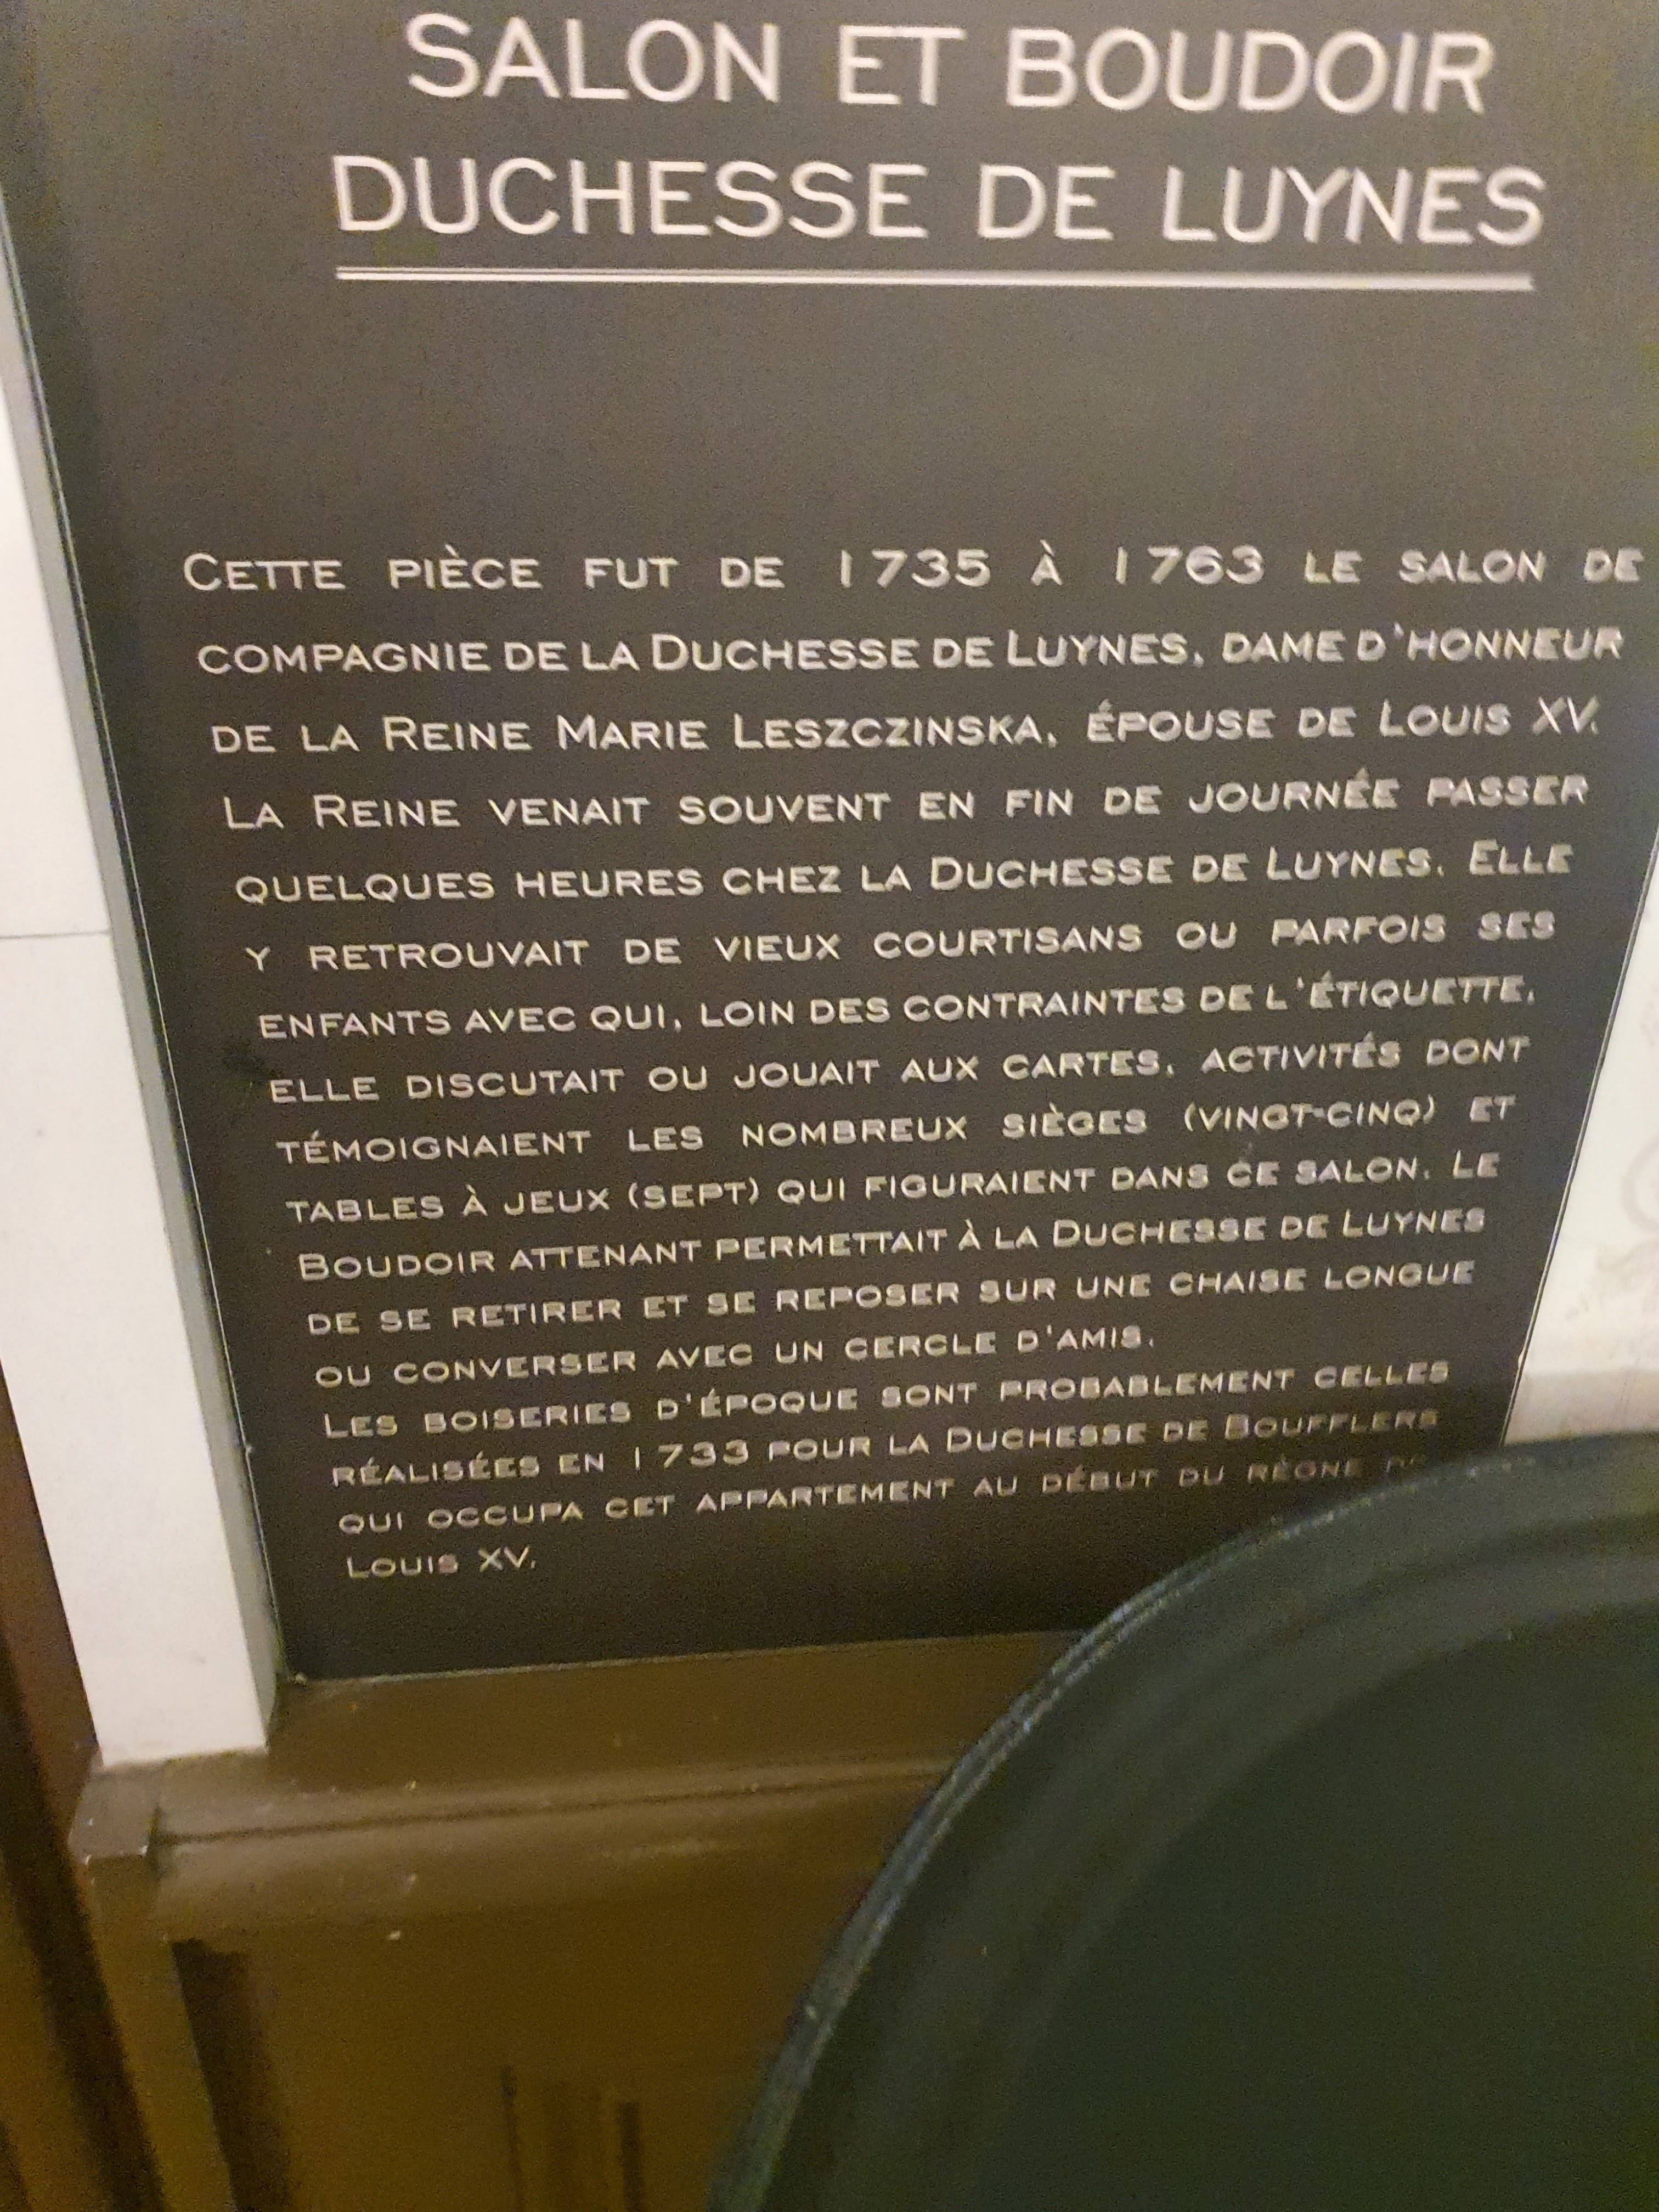 SALON ET BOUDOIR
DUCHESSE DE LUYNES
CETTE PIÈCE FUT DE 1735 À 1763 LE SALON DE
COMPAGNIE DE LA DUCHESSE DE LUYNES, DAME D'HONNEUR
DE LA REINE MARIE LESZCZINSKA, ÉPOUSE DE LOUIS XV.
LA REINE VENAIT SOUVENT EN FIN DE JOURNÉE PASSER
QUELQUES HEURES CHEZ LA DUCHESSE DE LUYNES. ELLE
Y RETROUVAIT DE VIEUX COURTISANS OU PARFOIS SES
ENFANTS AVEC QUI, LOIN DES CONTRAINTES DE L'ÉTIQUETTE,
ELLE DISCUTAIT OU JOUAIT AUX CARTES, ACTIVITÉS DONT
TÉMOIGNAIENT LES NOMBREUX SIÈGES (VINGT-CINQ) ET
TABLES À JEUX (SEPT) QUI FIGURAIENT DANS CE SALON. LE
BOUDOIR ATTENANT PERMETTAIT À LA DUCHESSE DE LUYNES
DE SE RETIRER ET SE REPOSER SUR UNE CHAISE LONGUE
OU CONVERSER AVEC UN CERCLE D'AMIS.
LES BOISERIES D'ÉPOQUE SONT PROBABLEMENT CELLES
RÉALISÉES EN 1733 POUR LA DUCHESSE DE BOUFFLERS
QUI OCCUPA CET APPARTEMENT AU DÉBUT DU RÈGNE
LOUIS XV.